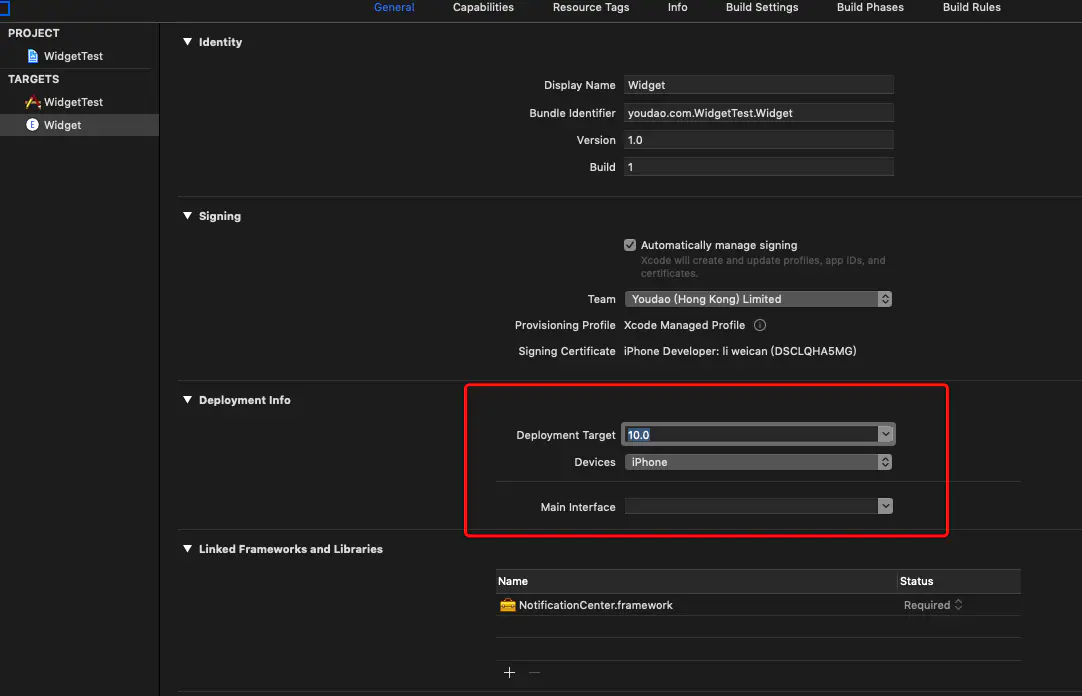 General Capabilities Resource Tags Info Build Settings Build Phases Build Rules
PROJECT
WidgetTest
TARGETS
WidgetTest
E Widget
Identity
Display Name Widget
Bundle Identifier youdao.com.WidgetTest.Widget
Version 1.0
Build 1
Signing
Automatically manage signing
Xcode will create and update profiles, app IDs, and
certificates.
Team Youdao (Hong Kong) Limited
Provisioning Profile Xcode Managed Profile
Signing Certificate iPhone Developer: li weican (DSCLQHA5MG)
Deployment Info
Deployment Target 10.0
Devices iPhone
Main Interface
Linked Frameworks and Libraries
Name Status
NotificationCenter.framework Required